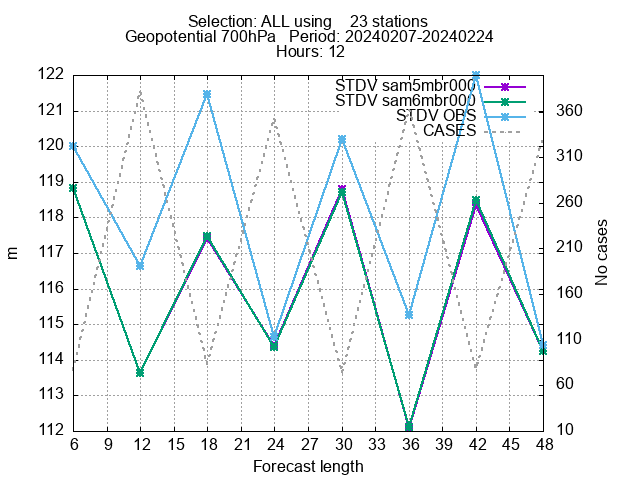 Selection: ALL using    23 stations
Geopotential 700hPa   Period: 20240207-20240224
Hours: 12
STDV sam5mbr000
STDV sam6mbr000
STDV OBS
CASES
122
121
120
119
118
117
116
115
114
113
112
m
360
310
260
210
160
110
60
10
No cases
6 9 12 15 18 21 24 27 30 33 36 39 42 45 48
Forecast length